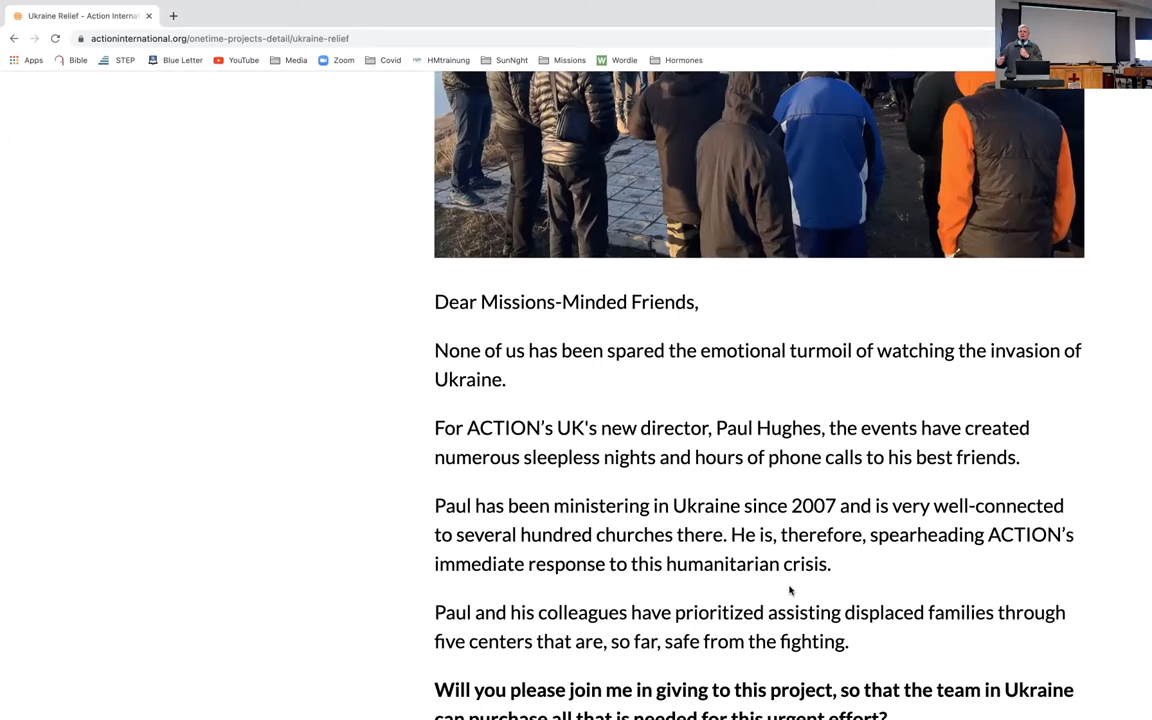 Ukraine Relief - Action Interna
actioninternational.org/onetime-projects-detail/ukraine-relief
Apps Bible STEP Blue Letter YouTube Media Zoom Covid HMtrainung SunNght Missions Wordle Hormones
Dear Missions-Minded Friends,
None of us has been spared the emotional turmoil of watching the invasion of
Ukraine.
For ACTION’s UK's new director, Paul Hughes, the events have created
numerous sleepless nights and hours of phone calls to his best friends.
Paul has been ministering in Ukraine since 2007 and is very well-connected
to several hundred churches there. He is, therefore, spearheading ACTION’s
immediate response to this humanitarian crisis.
Paul and his colleagues have prioritized assisting displaced families through
five centers that are, so far, safe from the fighting.
Will you please join me in giving to this project, so that the team in Ukraine
can purchase all that is needed for this urgent effort?